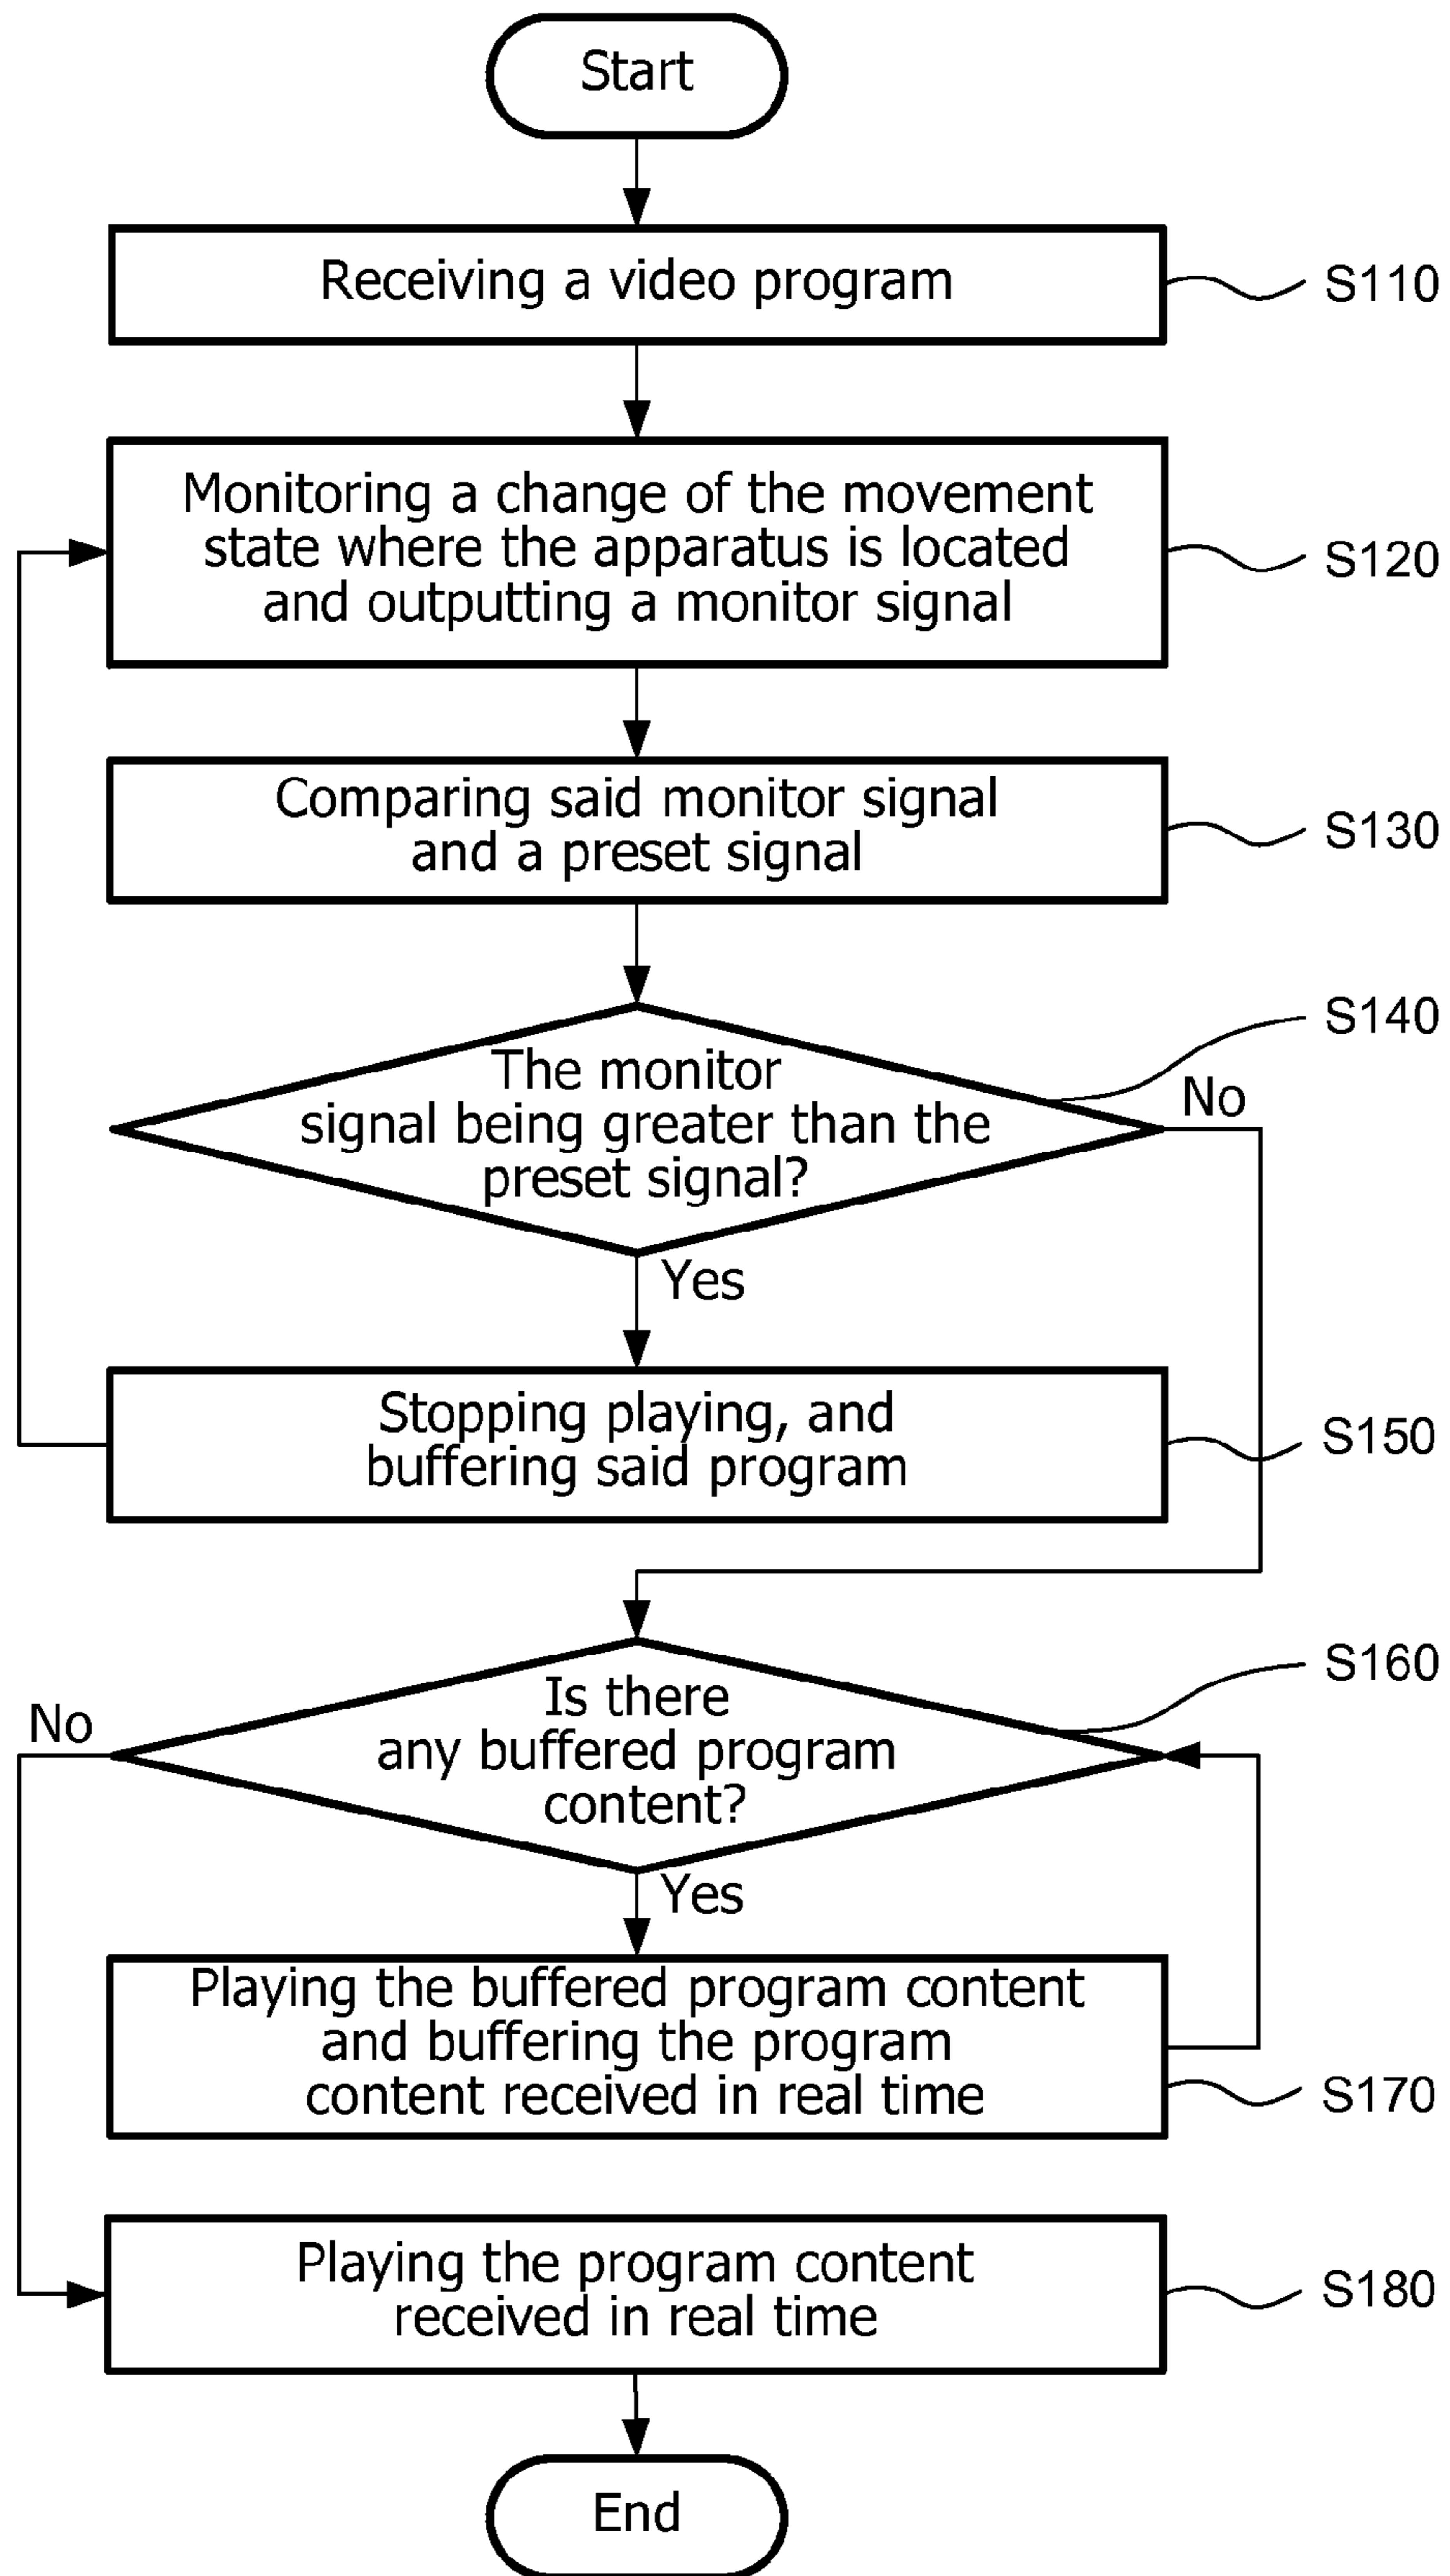 Start
Receiving a video program
S110
Monitoring a change of the movement
state where the apparatus is located
and outputting a monitor signal
S120
Comparing said monitor signal
and a preset signal
S130
S140
The monitor
signal being greater than the
preset signal?
No
Yes
Stopping playing, and
buffering said program
S150
S160
Is there
any buffered program
content?
No
Yes
Playing the buffered program content
and buffering the program
content received in real time
S170
Playing the program content
received in real time
S180
End